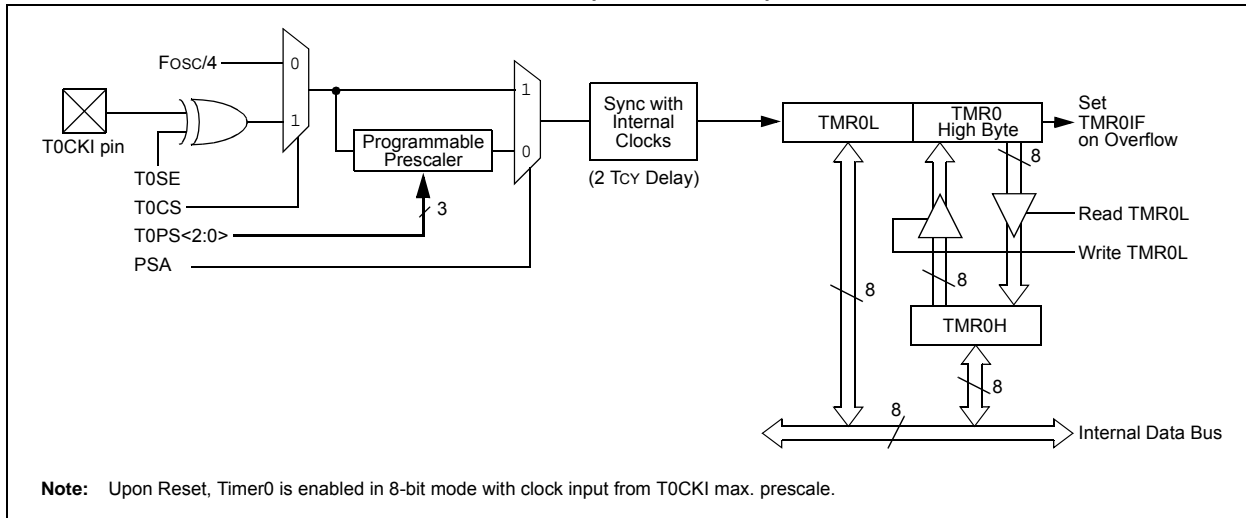 Fosc/4
0
1
T0CKI pin
T0SE
T0CS
T0PS<2:0>
PSA
Programmable
Prescaler
3
1
0
Sync with
Internal
Clocks
(2 TCY Delay)
TMR0L
TMR0
High Byte
Set
TMR0IF
on Overflow
8
Read TMR0L
Write TMR0L
8
8
TMR0H
8
8
Internal Data Bus
Note: Upon Reset, Timer0 is enabled in 8-bit mode with clock input from T0CKI max. prescale.